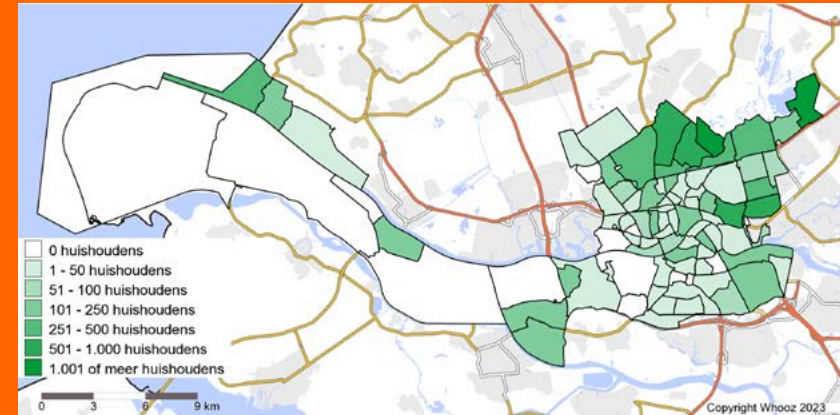 0 huishoudens
1 - 50 huishoudens
51 - 100 huishoudens
101 - 250 huishoudens
251 - 500 huishoudens
501 - 1.000 huishoudens
1.001 of meer huishoudens
0 3 6 9 km
Copyright Whooz 2023